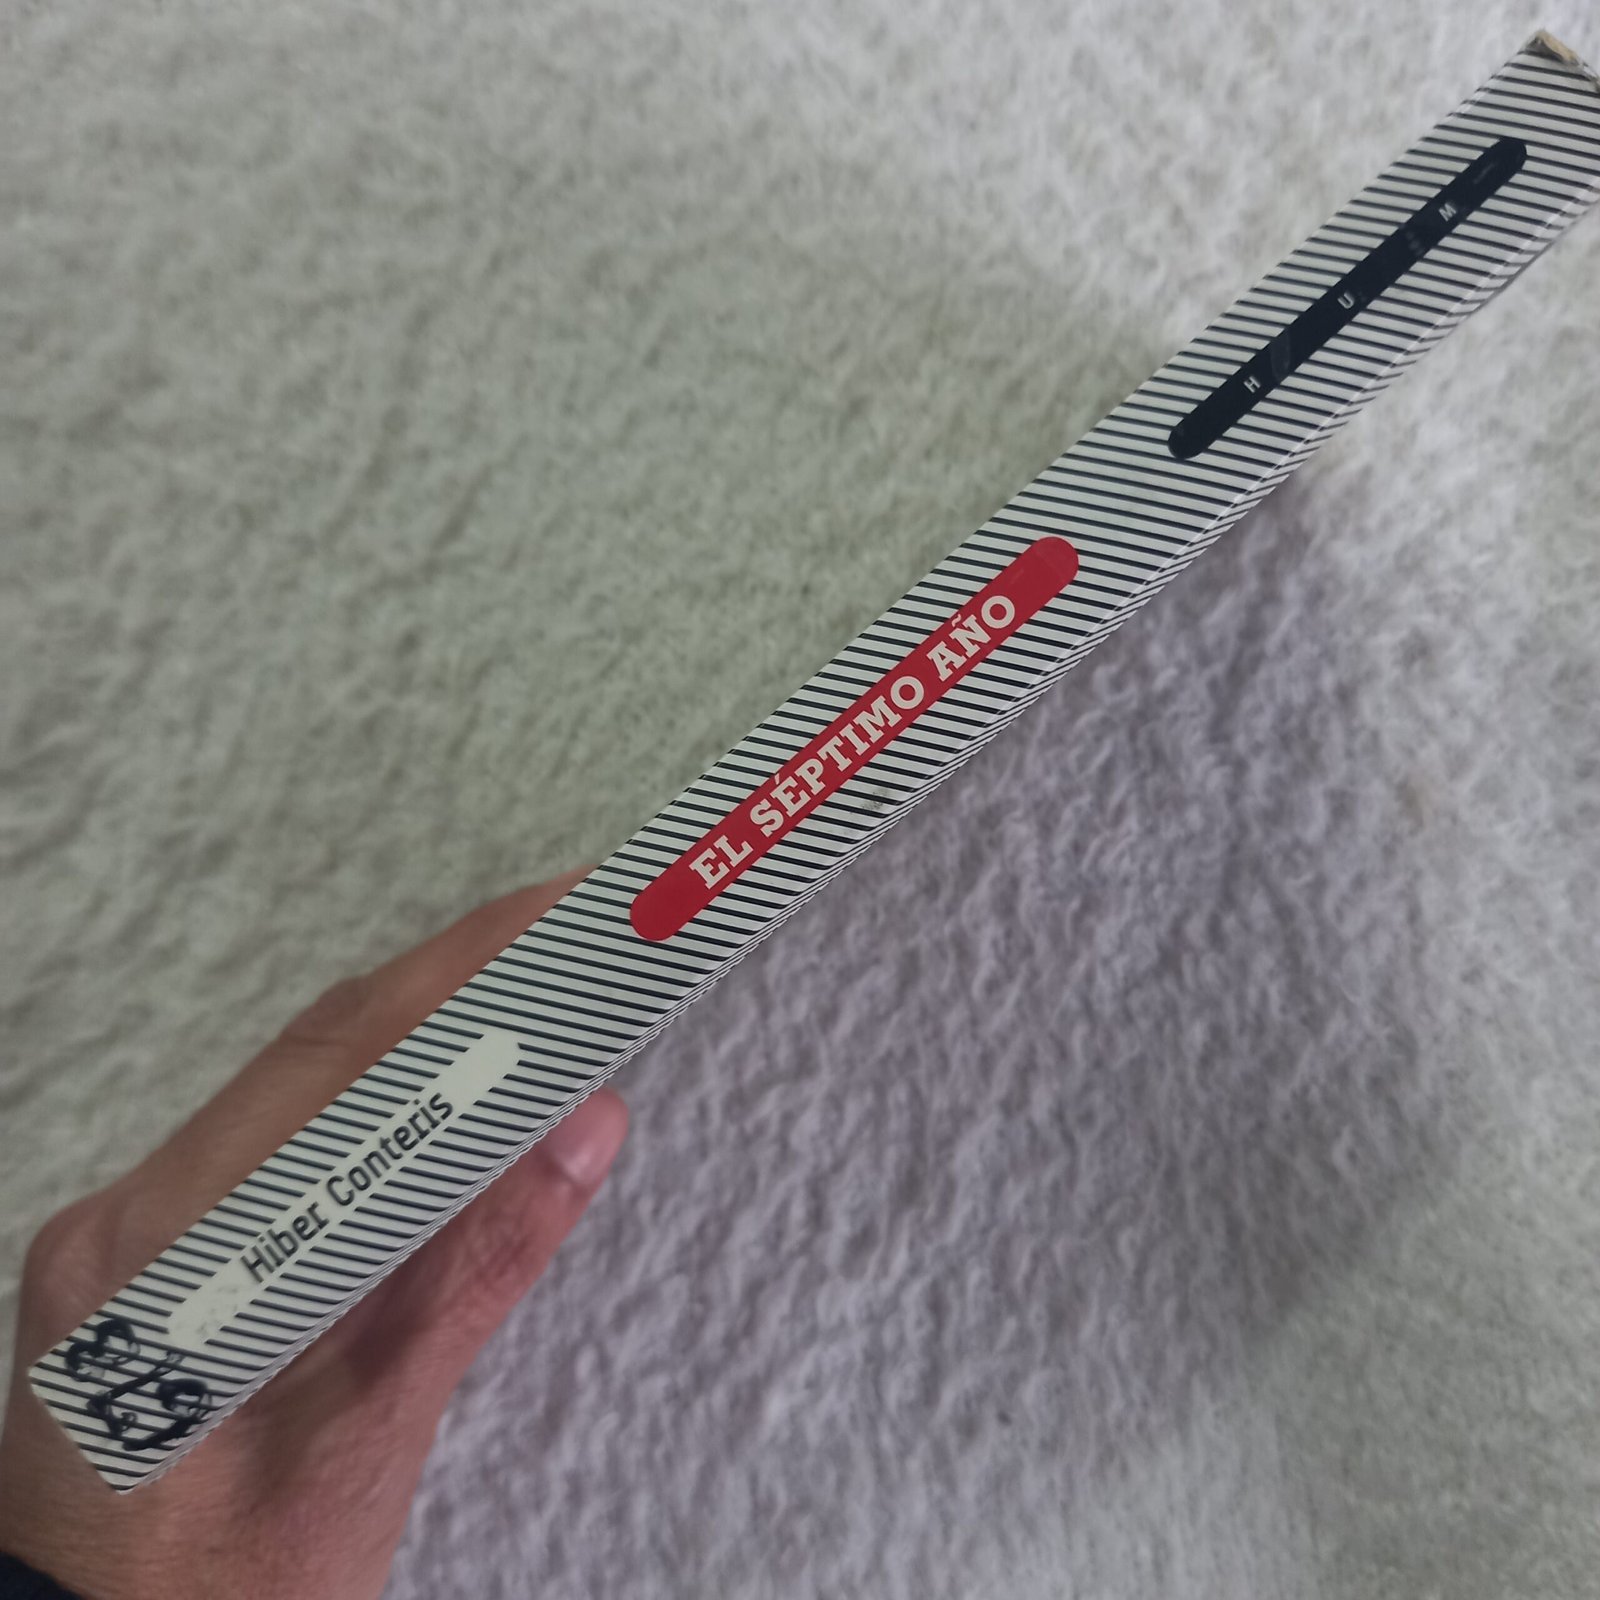 Hiber Conteris
EL SÉPTIMO AÑO
H U M